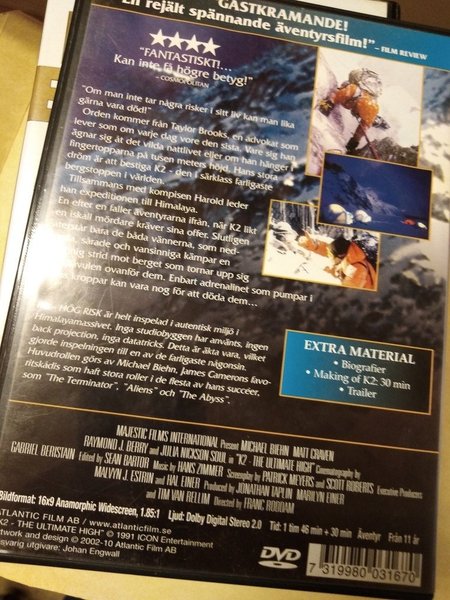 GASTKRAMANDE!
En rejält spännande äventyrsfilm!"
– FILM REVIEW
"FANTASTISKT!...
Kan inte få högre betyg!"
– COSMOPOLITAN
"Om man inte tar några risker i sitt liv kan man lika
gärna vara död!"
Orden kommer från Taylor Brooks, en advokat som
lever som om varje dag vore den sista. Vare sig han
ägnar sig åt det vilda nattlivet eller om han hänger i
fingertopparna på tusen meters höjd. Hans stora
dröm är att bestiga K2 - den i särklass farligaste
bergstoppen i världen.
Tillsammans med kompisen Harold leder
han expeditionen till Himalaya.
En efter en faller äventyrarna ifrån, när K2 likt
en iskall mördare kräver sina offer. Slutligen
återstår bara de båda vännerna, som ned-
sårade och vansinniga kämpar en
strid mot berget som tornar upp sig
ovanför dem. Enbart adrenalinet som pumpar i
kroppar kan vara nog för att döda dem...
HÖG RISK är helt inspelad i autentisk miljö i
Himalayamassivet. Inga studiobyggen har använts, ingen
back projection, inga datatricks. Detta är äkta vara, vilket
gjorde inspelningen till en av de farligaste någonsin.
Huvudrollen görs av Michael Biehn, James Camerons favo-
ritskådis som haft stora roller i de flesta av hans succéer,
som "The Terminator", "Aliens" och "The Abyss".
EXTRA MATERIAL
• Biografier
• Making of K2: 30 min
• Trailer
MAJESTIC FILMS INTERNATIONAL Present MICHAEL BIEHN MATT CRAVEN
RAYMOND J. BERRY and JULIA NICKSON SOUL in "K2 - THE ULTIMATE HIGH" Cinematography by
GABRIEL BERISTAIN Edited by SEAN BARTON Music by HANS ZIMMER Screenplay by PATRICK MEYERS and SCOTT ROBERTS Executive Producers
MALVYN J. ESTRIN and HAL EINER Produced by JONATHAN TAPLIN MARILYN EINER
and TIM VAN RELLIM Directed by FRANC RODDAM
Bildformat: 16x9 Anamorphic Widescreen, 1.85:1 Ljud: Dolby Digital Stereo 2.0 Tid: 1 tim 46 min + 30 min Äventyr Från 11 år
ATLANTIC FILM AB / www.atlanticfilm.se
K2 - THE ULTIMATE HIGH" © 1991 ICON Entertainment
Artwork and design © 2002-10 Atlantic Film AB
nsvarig utgivare: Johan Engwall
DVD
7 319980 031670